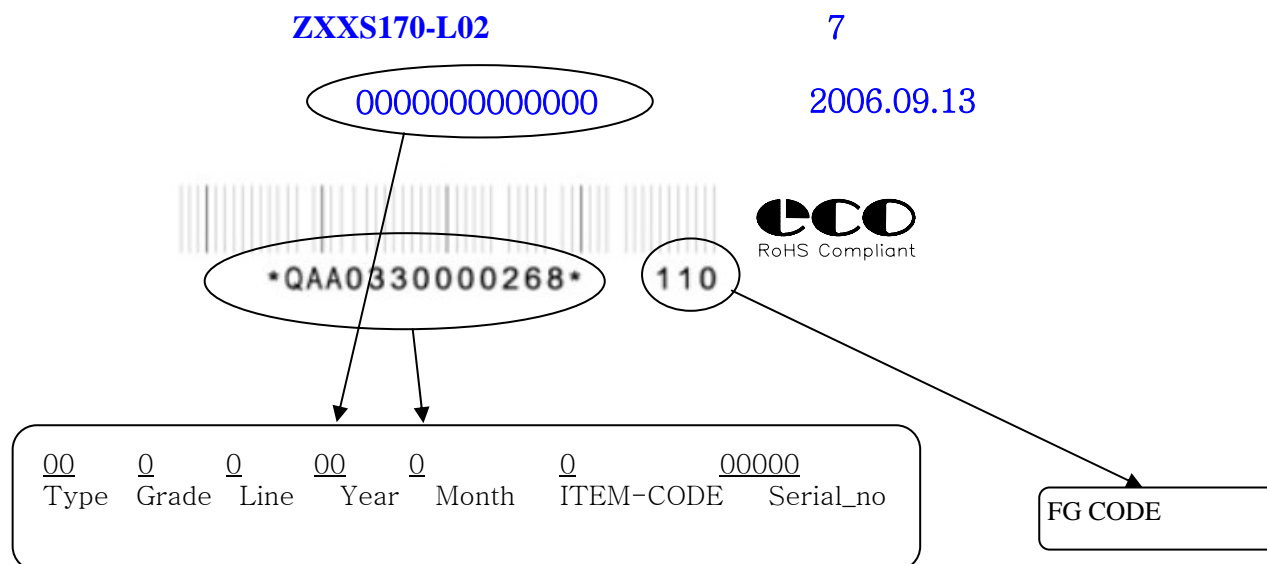 ZXXS170-L02 7
0000000000000 2006.09.13
eco
RoHS Compliant
*QAA0330000268* 110
00 0 0 00 0 0 00000
Type Grade Line Year Month ITEM-CODE Serial_no
FG CODE